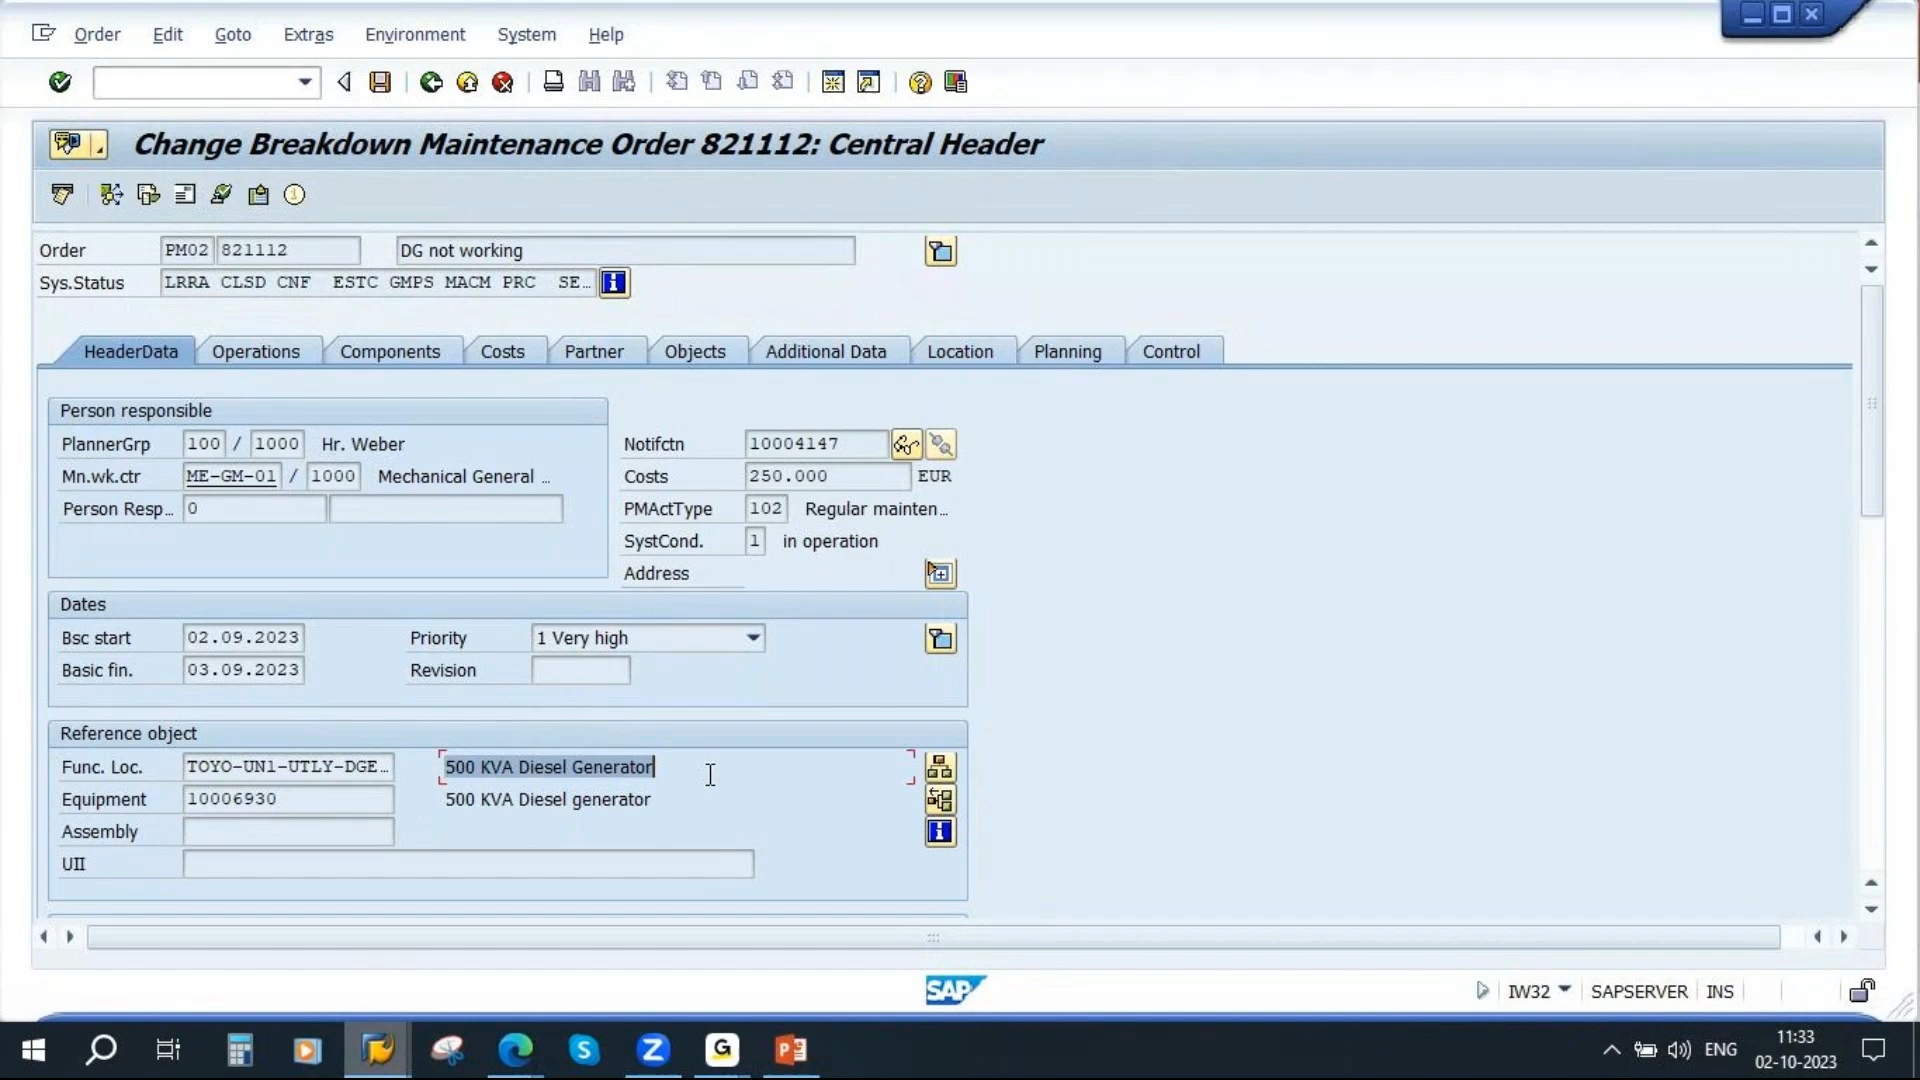 Order Edit Goto Extras Environment System Help
Change Breakdown Maintenance Order 821112: Central Header
Order PM02 821112 DG not working
Sys.Status LRRA CLSD CNF ESTC GMPS MACM PRC SE…
HeaderData Operations Components Costs Partner Objects Additional Data Location Planning Control
Person responsible
PlannerGrp 100 / 1000 Hr. Weber
Notifctn 10004147
Mn.wk.ctr ME-GM-01 / 1000 Mechanical General …
Costs 250.000 EUR
Person Resp… 0
PMActType 102 Regular mainten…
SystCond. 1 in operation
Address
Dates
Bsc start 02.09.2023 Priority 1 Very high
Basic fin. 03.09.2023 Revision
Reference object
Func. Loc. TOYO-UN1-UTLY-DGE… 500 KVA Diesel Generator
Equipment 10006930 500 KVA Diesel generator
Assembly
UII
SAP IW32 SAPSERVER INS
ENG 11:33
02-10-2023